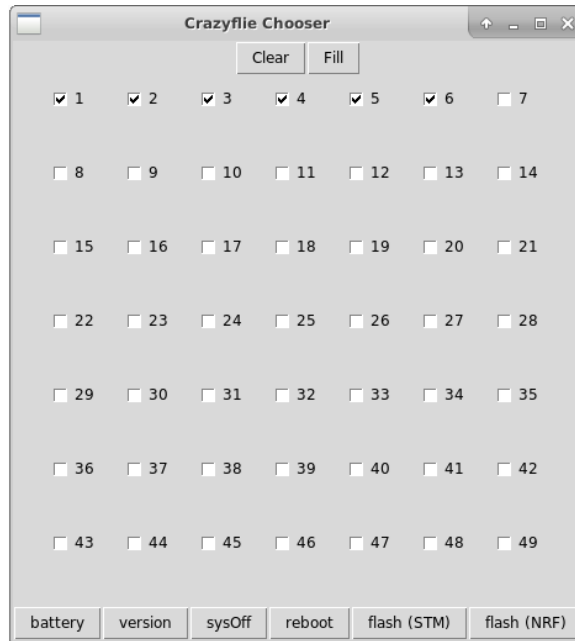 Crazyflie Chooser
Clear Fill
1 2 3 4 5 6 7
8 9 10 11 12 13 14
15 16 17 18 19 20 21
22 23 24 25 26 27 28
29 30 31 32 33 34 35
36 37 38 39 40 41 42
43 44 45 46 47 48 49
battery version sysOff reboot flash (STM) flash (NRF)